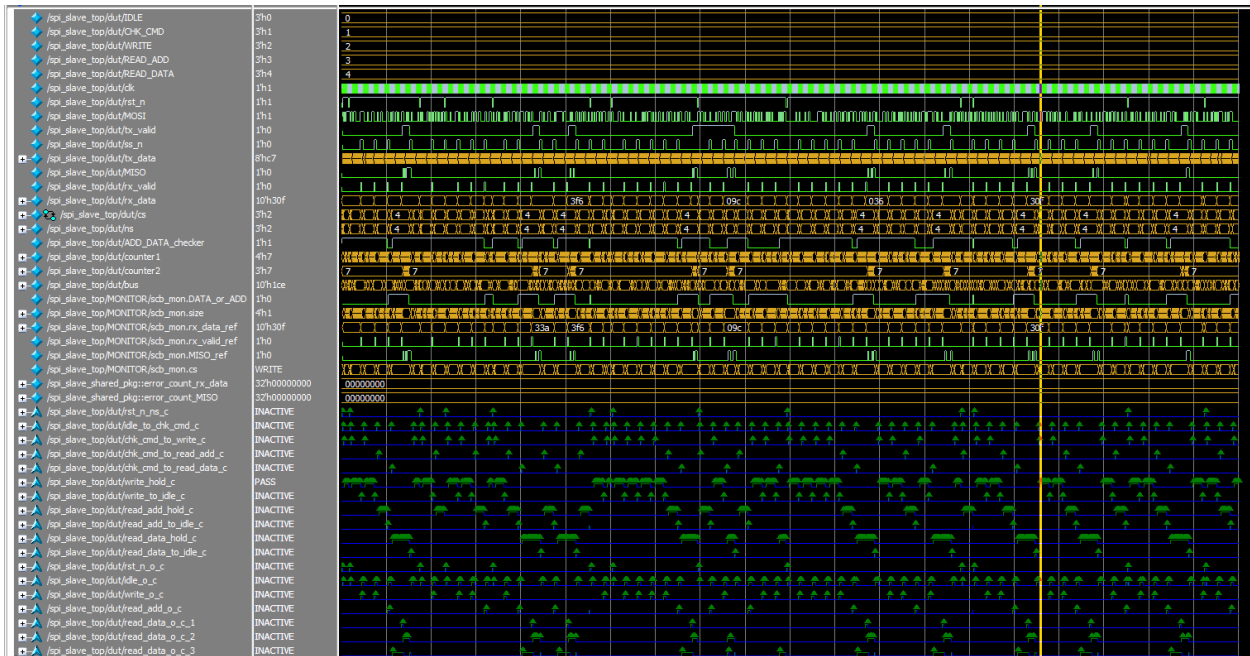 /spi_slave_top/dut/IDLE 3'h0 0
/spi_slave_top/dut/CHK_CMD 3'h1 1
/spi_slave_top/dut/WRITE 3'h2 2
/spi_slave_top/dut/READ_ADD 3'h3 3
/spi_slave_top/dut/READ_DATA 3'h4 4
/spi_slave_top/dut/clk 1'h1
/spi_slave_top/dut/rst_n 1'h1
/spi_slave_top/dut/MOSI 1'h1
/spi_slave_top/dut/tx_valid 1'h0
/spi_slave_top/dut/ss_n 1'h0
/spi_slave_top/dut/tx_data 8'hc7
/spi_slave_top/dut/MISO 1'h0
/spi_slave_top/dut/rx_valid 1'h0
/spi_slave_top/dut/rx_data 10'h30f 3f6 09c 036 30f
/spi_slave_top/dut/cs 3'h2 4 4 4 4 4 4 4 4 4 4
/spi_slave_top/dut/ns 3'h2 4 4 4 4 4 4 4 4 4 4
/spi_slave_top/dut/ADD_DATA_checker 1'h1
/spi_slave_top/dut/counter1 4'h7
/spi_slave_top/dut/counter2 3'h7 7 7 7 7 7 7 7 7 7 7
/spi_slave_top/dut/bus 10'h1ce
/spi_slave_top/MONITOR/scb_mon.DATA_or_ADD 1'h0
/spi_slave_top/MONITOR/scb_mon.size 4'h1
/spi_slave_top/MONITOR/scb_mon.rx_data_ref 10'h30f 33a 3f6 09c 30f
/spi_slave_top/MONITOR/scb_mon.rx_valid_ref 1'h0
/spi_slave_top/MONITOR/scb_mon.MISO_ref 1'h0
/spi_slave_top/MONITOR/scb_mon.cs WRITE
/spi_slave_shared_pkg::error_count_rx_data 32'h00000000 00000000
/spi_slave_shared_pkg::error_count_MISO 32'h00000000 00000000
/spi_slave_top/dut/rst_n_ns_c INACTIVE
/spi_slave_top/dut/idle_to_chk_cmd_c INACTIVE
/spi_slave_top/dut/chk_cmd_to_write_c INACTIVE
/spi_slave_top/dut/chk_cmd_to_read_add_c INACTIVE
/spi_slave_top/dut/chk_cmd_to_read_data_c INACTIVE
/spi_slave_top/dut/write_hold_c PASS
/spi_slave_top/dut/write_to_idle_c INACTIVE
/spi_slave_top/dut/read_add_hold_c INACTIVE
/spi_slave_top/dut/read_add_to_idle_c INACTIVE
/spi_slave_top/dut/read_data_hold_c INACTIVE
/spi_slave_top/dut/read_data_to_idle_c INACTIVE
/spi_slave_top/dut/rst_n_o_c INACTIVE
/spi_slave_top/dut/idle_o_c INACTIVE
/spi_slave_top/dut/write_o_c INACTIVE
/spi_slave_top/dut/read_add_o_c INACTIVE
/spi_slave_top/dut/read_data_o_c_1 INACTIVE
/spi_slave_top/dut/read_data_o_c_2 INACTIVE
/spi_slave_top/dut/read_data_o_c_3 INACTIVE